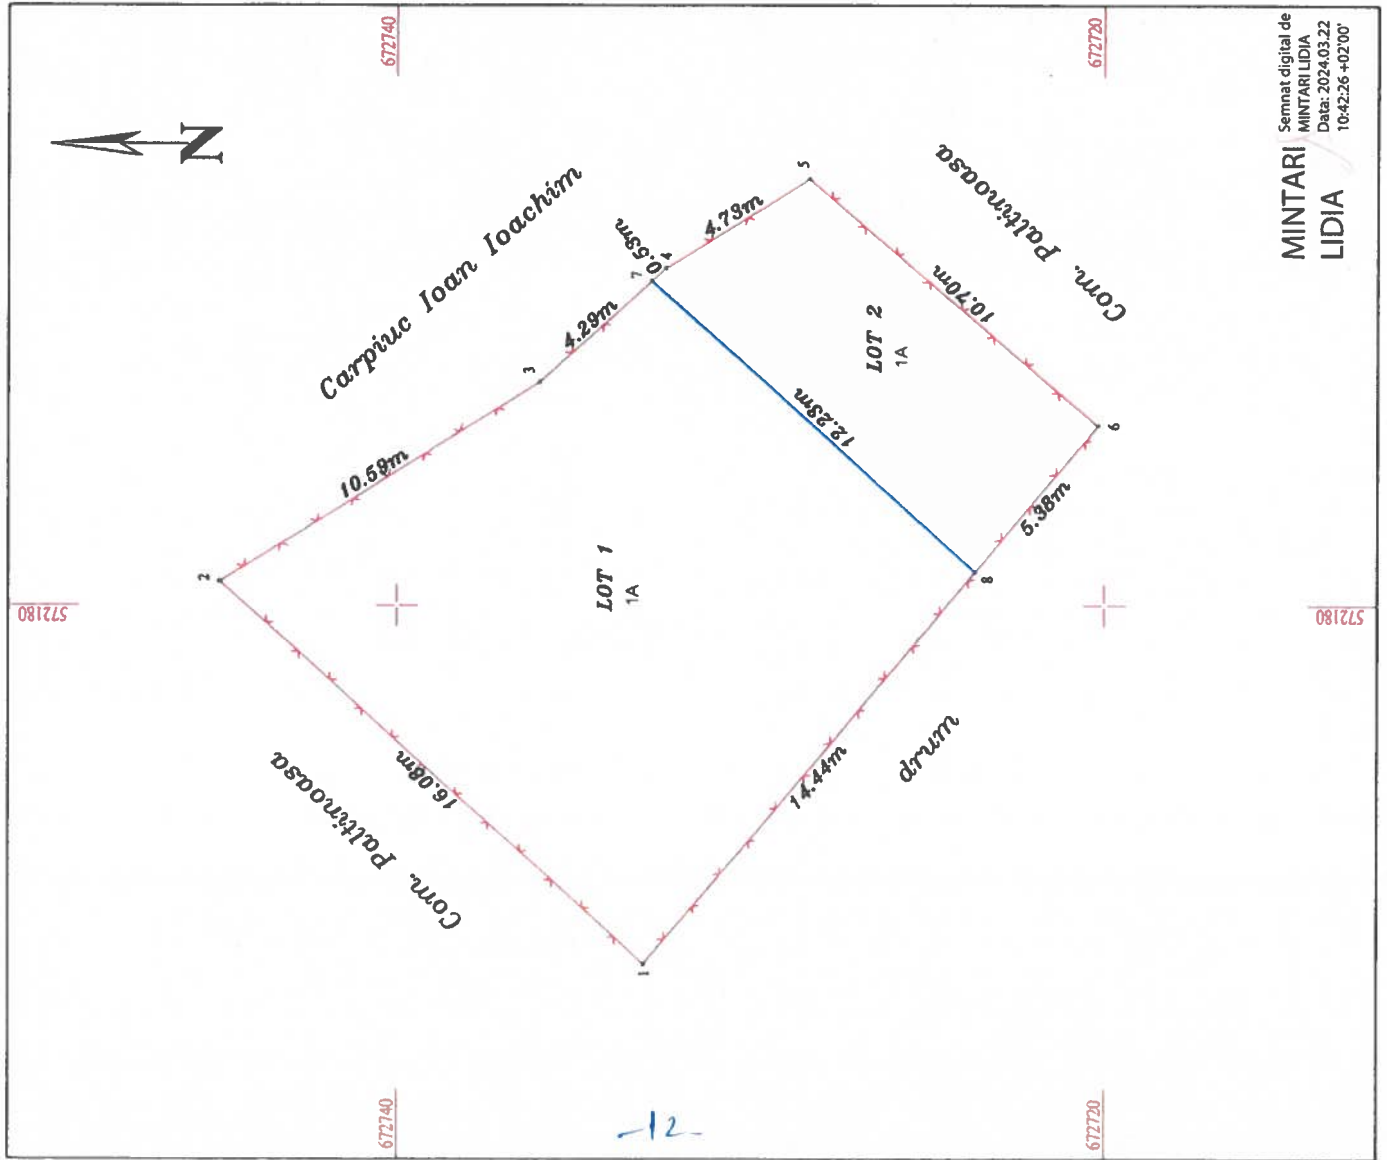 672740
672720
572180
N
MINTARI
LIDIA
Semnat digital de
MINTARI LIDIA
Data: 2024.03.22
10:42:26 +02'00'
Carpiuc Ioan Ioachim
Com. Paltinoasa
2
10.59m
3
4.29m
7
0.53m
4
4.73m
5
10.70m
LOT 2
1A
12.23m
6
5.38m
8
LOT 1
1A
16.08m
Com. Paltinoasa
1
14.44m
drum
572180
672740
672720
-12-